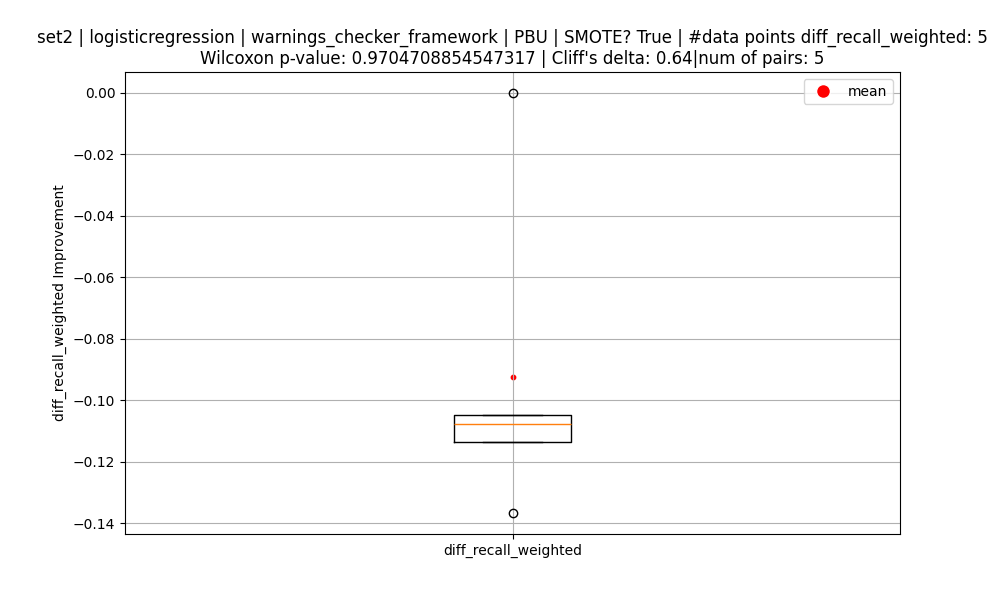 set2 | logisticregression | warnings_checker_framework | PBU | SMOTE? True | #data points diff_recall_weighted: 5
Wilcoxon p-value: 0.9704708854547317 | Cliff's delta: 0.64|num of pairs: 5
mean
0.00
−0.02
−0.04
−0.06
−0.08
−0.10
−0.12
−0.14
diff_recall_weighted Improvement
diff_recall_weighted